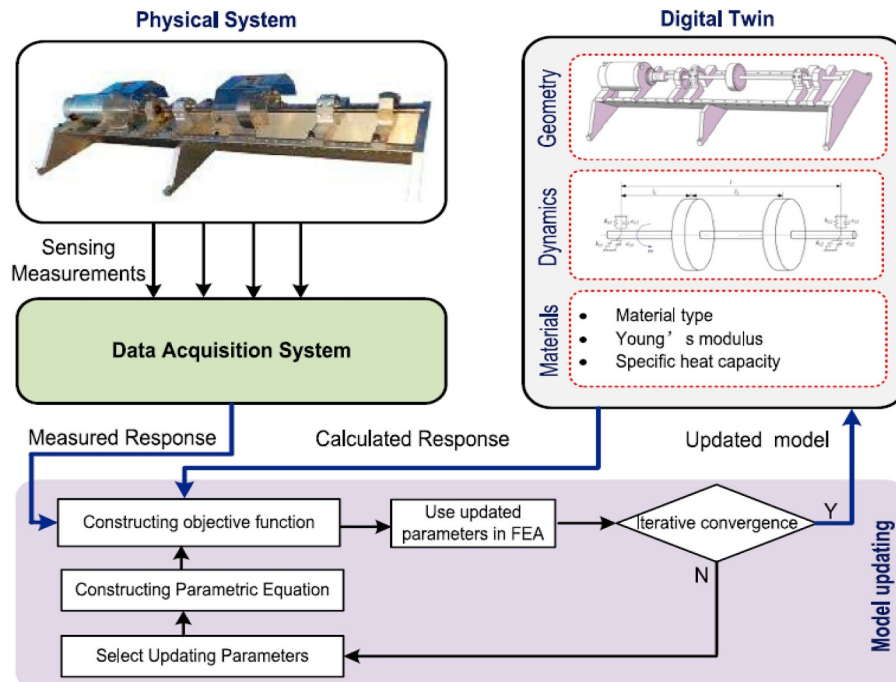 Physical System
Digital Twin
Geometry
Dynamics
Materials
• Material type
• Young’ s modulus
• Specific heat capacity
Sensing
Measurements
Data Acquisition System
Measured Response
Calculated Response
Updated model
Constructing objective function
Use updated
parameters in FEA
Iterative convergence
Y
N
Constructing Parametric Equation
Select Updating Parameters
Model updating